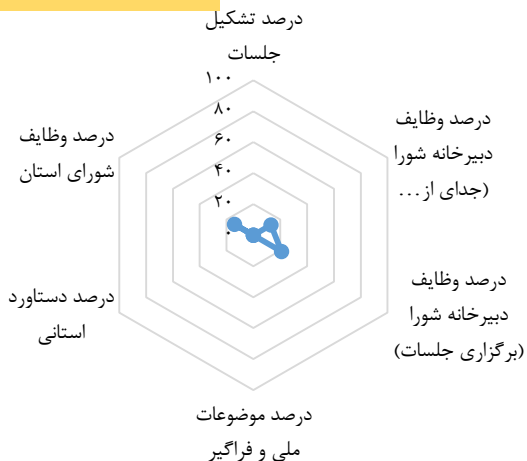 درصد تشکیل
جلسات
۱۰۰
۸۰
۶۰
۴۰
۲۰
۰
درصد وظایف
دبیرخانه شورا
(جدای از...
درصد وظایف
دبیرخانه شورا
(برگزاری جلسات)
درصد موضوعات
ملی و فراگیر
درصد دستاورد
استانی
درصد وظایف
شورای استان